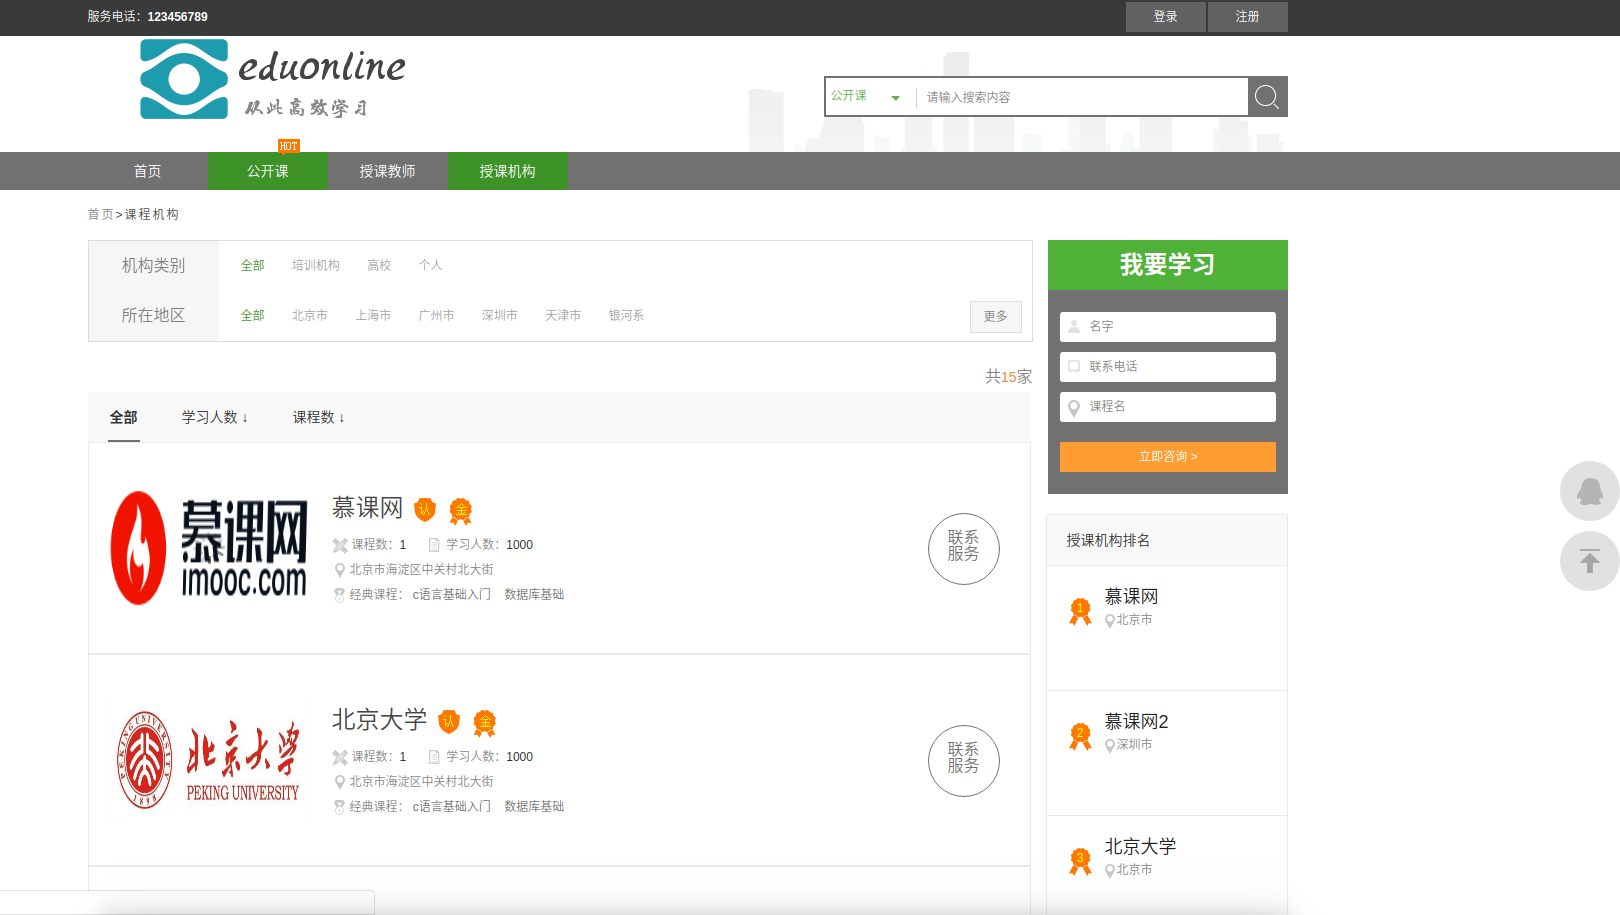 服务电话：123456789
登录 注册
eduonline
从此高效学习
公开课 请输入搜索内容
HOT
首页 公开课 授课教师 授课机构
首页>课程机构
机构类别 全部 培训机构 高校 个人
所在地区 全部 北京市 上海市 广州市 深圳市 天津市 银河系 更多
共15家
全部 学习人数 ↓ 课程数 ↓
慕课网
imooc.com
慕课网 认 金
课程数：1 学习人数：1000
北京市海淀区中关村北大街
经典课程： c语言基础入门 数据库基础
联系
服务
PEKING UNIVERSITY
1898
北京大学
PEKING UNIVERSITY
北京大学 认 金
课程数：1 学习人数：1000
北京市海淀区中关村北大街
经典课程： c语言基础入门 数据库基础
联系
服务
我要学习
名字
联系电话
课程名
立即咨询 >
授课机构排名
1 慕课网
北京市
2 慕课网2
深圳市
3 北京大学
北京市